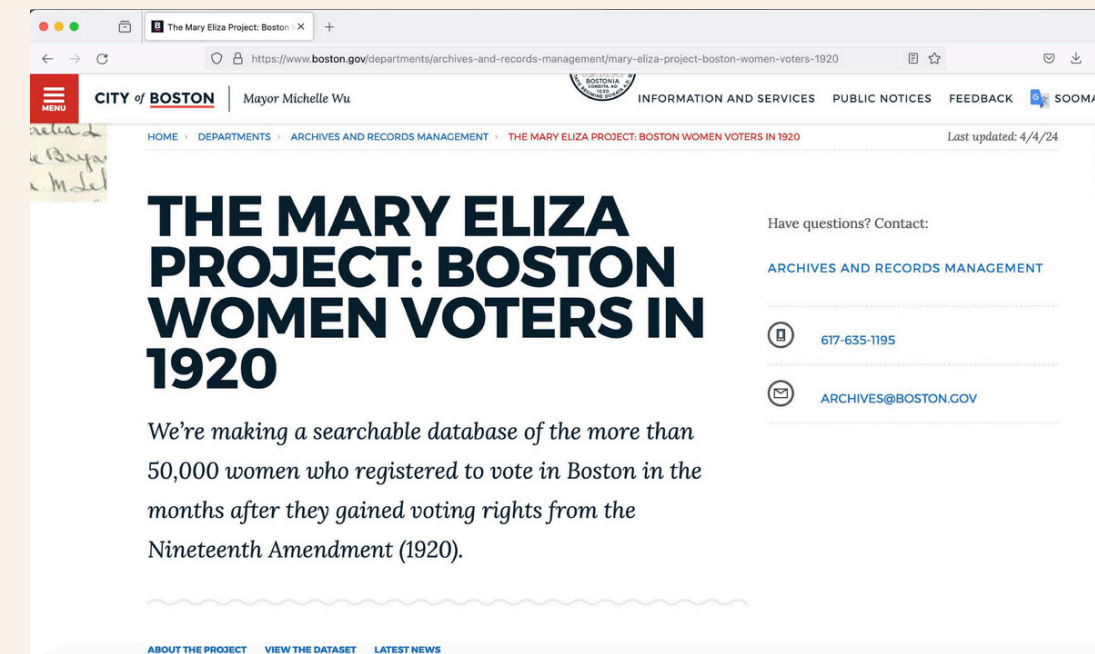 The Mary Eliza Project: Boston
https://www.boston.gov/departments/archives-and-records-management/mary-eliza-project-boston-women-voters-1920
MENU
CITY of BOSTON
Mayor Michelle Wu
BOSTONIA
CONDITA AD
1630
INFORMATION AND SERVICES PUBLIC NOTICES FEEDBACK SOOMA
HOME › DEPARTMENTS › ARCHIVES AND RECORDS MANAGEMENT › THE MARY ELIZA PROJECT: BOSTON WOMEN VOTERS IN 1920
Last updated: 4/4/24
THE MARY ELIZA
PROJECT: BOSTON
WOMEN VOTERS IN
1920
We’re making a searchable database of the more than
50,000 women who registered to vote in Boston in the
months after they gained voting rights from the
Nineteenth Amendment (1920).
Have questions? Contact:
ARCHIVES AND RECORDS MANAGEMENT
617-635-1195
ARCHIVES@BOSTON.GOV
ABOUT THE PROJECT VIEW THE DATASET LATEST NEWS